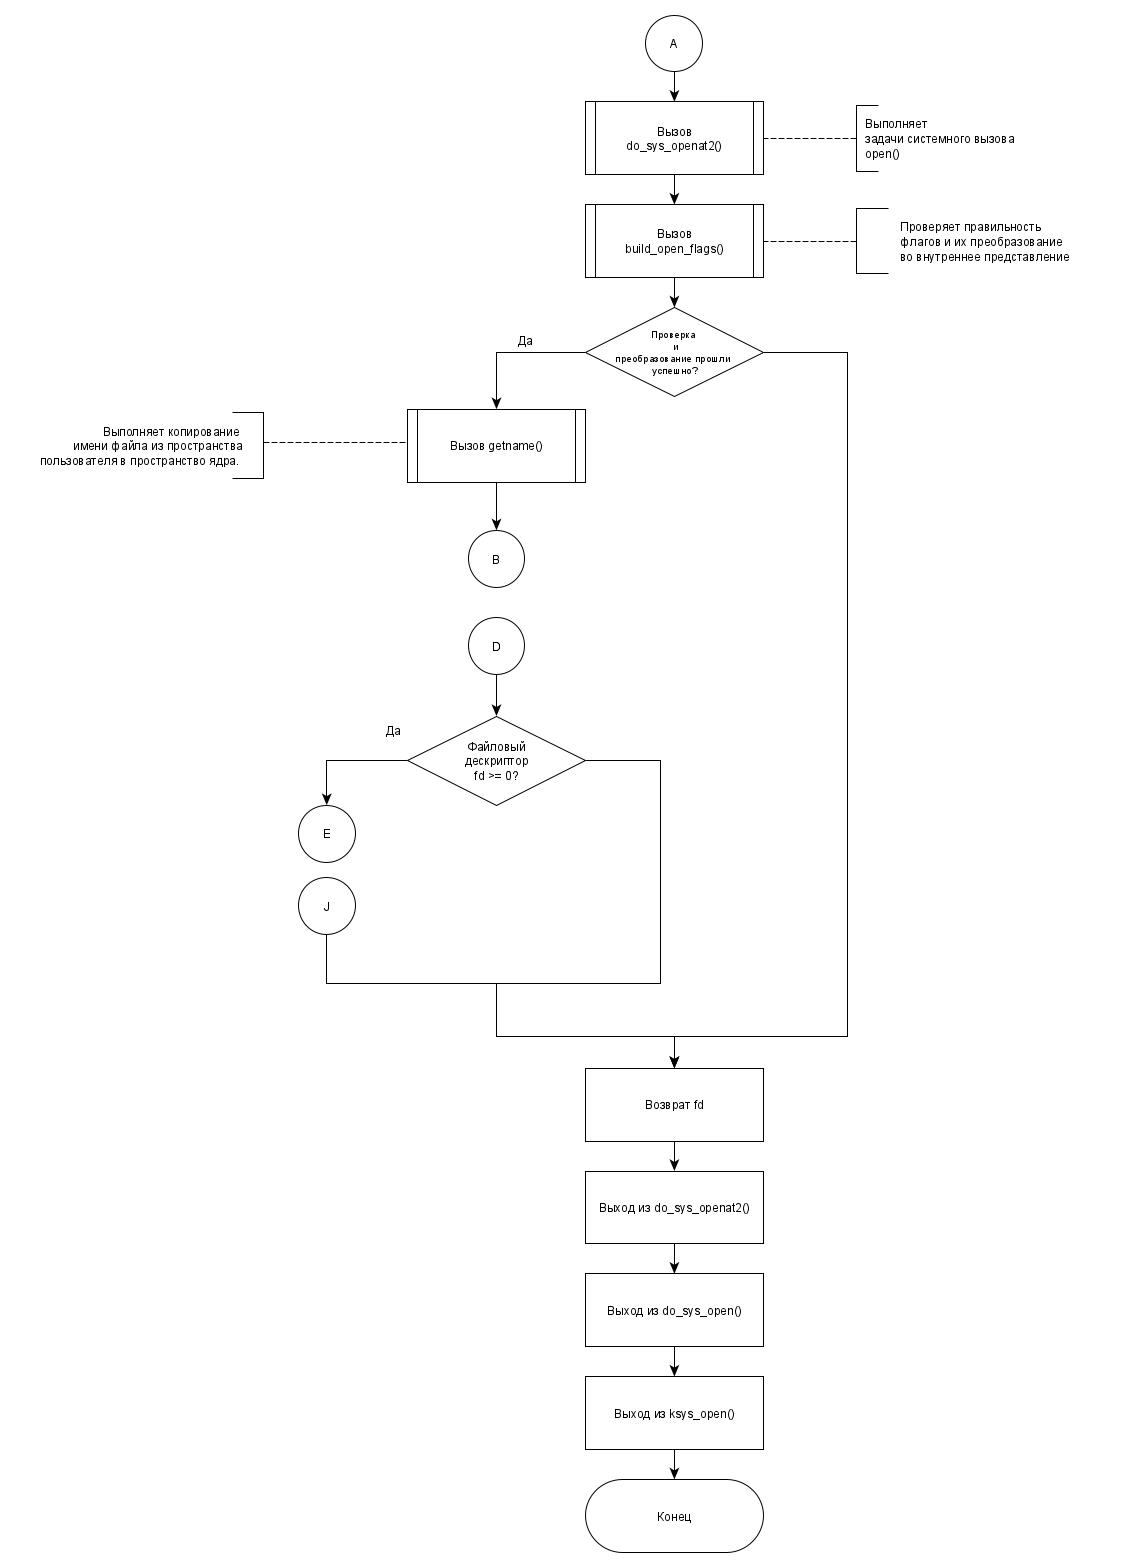 A
Вызов
do_sys_openat2()
Выполняет
задачи системного вызова
open()
Вызов
build_open_flags()
Проверяет правильность
флагов и их преобразование
во внутреннее представление
Проверка
и
преобразование прошли
успешно?
Да
Вызов getname()
Выполняет копирование
имени файла из пространства
пользователя в пространство ядра.
B
D
Да
Файловый
дескриптор
fd >= 0?
E
J
Возврат fd
Выход из do_sys_openat2()
Выход из do_sys_open()
Выход из ksys_open()
Конец